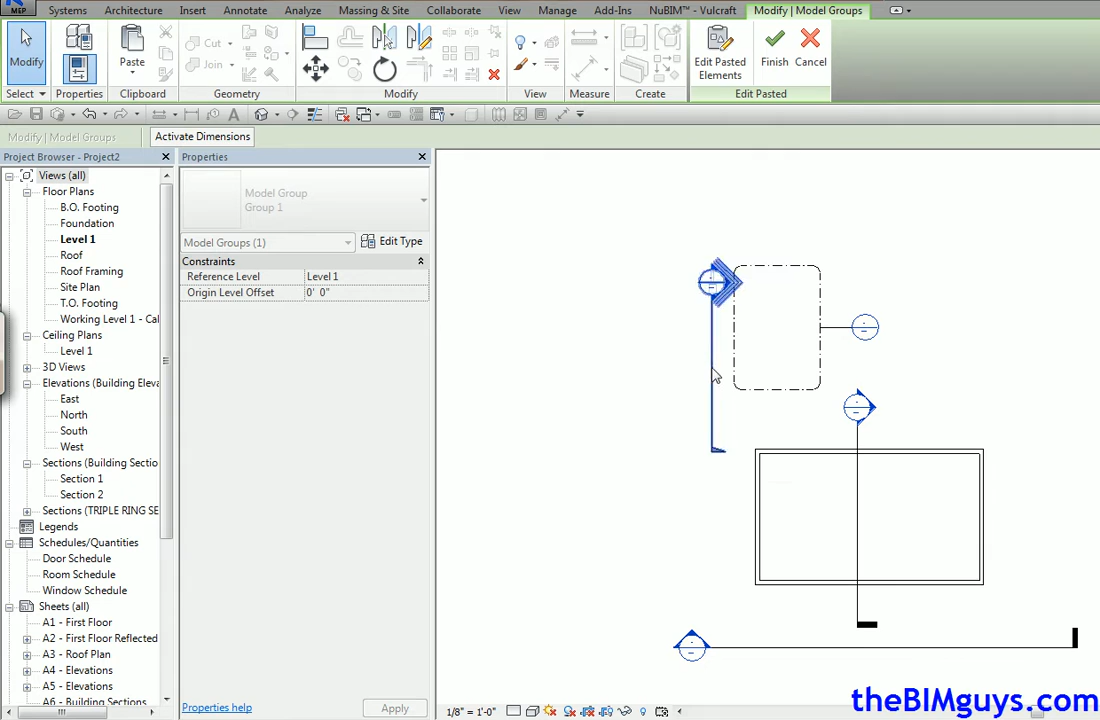 MEP
Systems Architecture Insert Annotate Analyze Massing & Site Collaborate View Manage Add-Ins NuBIM™ - Vulcraft Modify | Model Groups
Cut
Join
Modify Paste Edit Pasted Elements Finish Cancel
Select Properties Clipboard Geometry Modify View Measure Create Edit Pasted
Modify | Model Groups Activate Dimensions
Project Browser - Project2
Views (all)
Floor Plans
B.O. Footing
Foundation
Level 1
Roof
Roof Framing
Site Plan
T.O. Footing
Working Level 1 - Cal
Ceiling Plans
Level 1
3D Views
Elevations (Building Eleva
East
North
South
West
Sections (Building Sectio
Section 1
Section 2
Sections (TRIPLE RING SE
Legends
Schedules/Quantities
Door Schedule
Room Schedule
Window Schedule
Sheets (all)
A1 - First Floor
A2 - First Floor Reflected
A3 - Roof Plan
A4 - Elevations
A5 - Elevations
A6 - Building Sections
Properties
Model Group
Group 1
Model Groups (1) Edit Type
Constraints
Reference Level Level 1
Origin Level Offset 0' 0"
Properties help Apply
1/8" = 1'-0"
theBIMguys.com